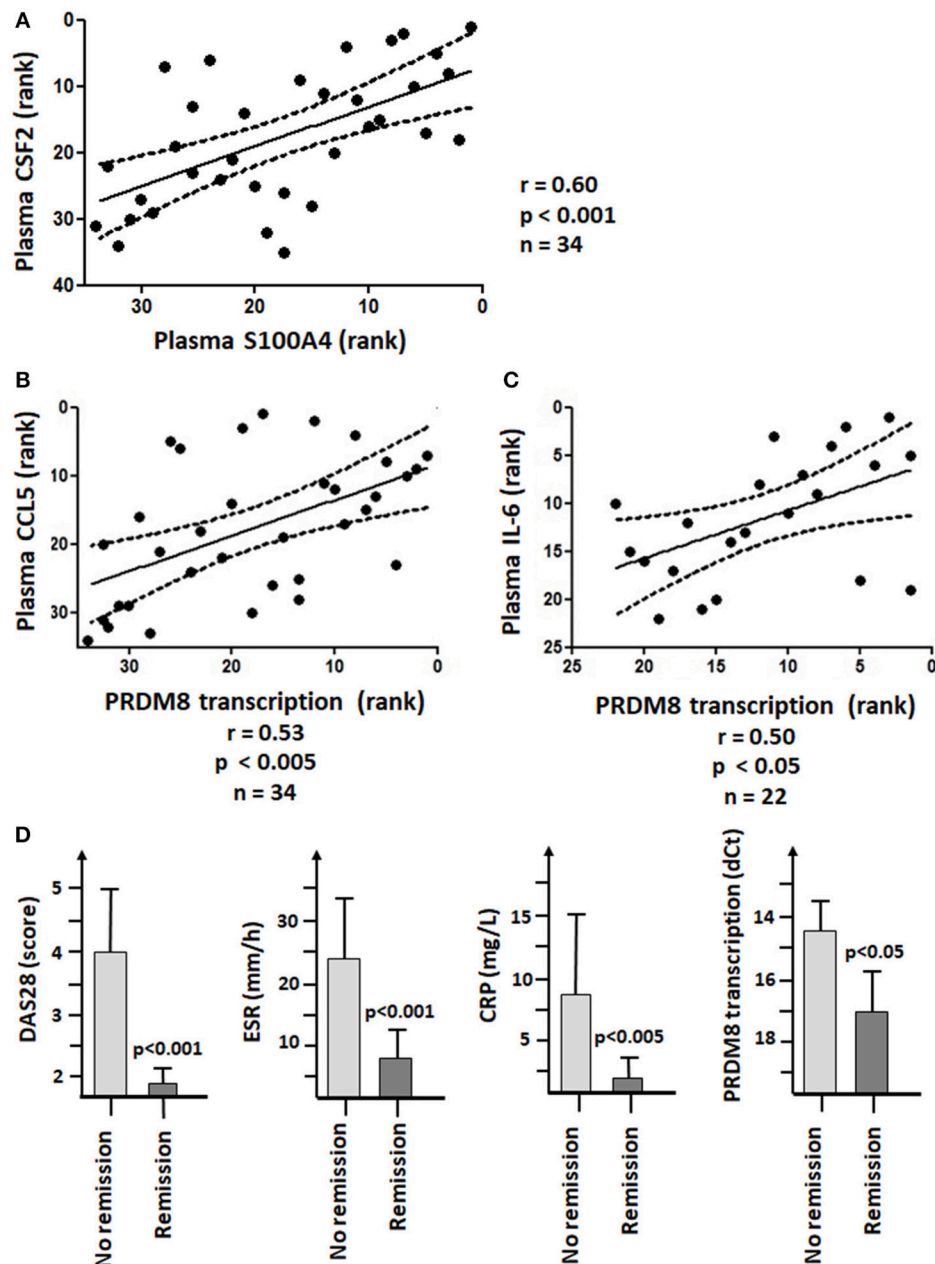 A
Plasma CSF2 (rank)
0
10
20
30
40
30
20
10
0
Plasma S100A4 (rank)
r = 0.60
p < 0.001
n = 34
B
Plasma CCL5 (rank)
0
10
20
30
30
20
10
0
PRDM8 transcription (rank)
r = 0.53
p < 0.005
n = 34
C
Plasma IL-6 (rank)
0
5
10
15
20
25
25
20
15
10
5
0
PRDM8 transcription (rank)
r = 0.50
p < 0.05
n = 22
D
DAS28 (score)
5
4
3
2
p<0.001
No remission
Remission
ESR (mm/h)
30
20
10
p<0.001
No remission
Remission
CRP (mg/L)
15
10
5
p<0.005
No remission
Remission
PRDM8 transcription (dCt)
14
16
18
p<0.05
No remission
Remission